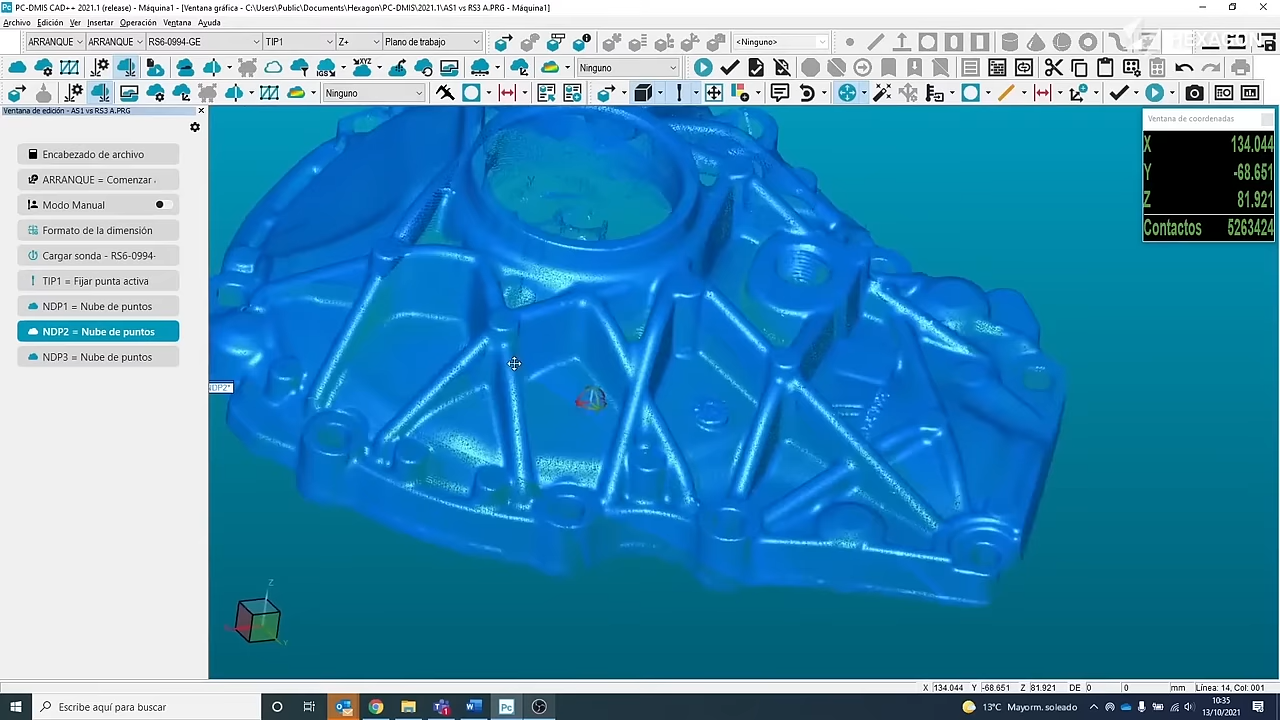 PC-DMIS CAD++ 2021.1 (release) - Máquina1 - [Ventana gráfica - C:\Users\Public\Documents\Hexagon\PC-DMIS\2021.1\AS1 vs RS3 A.PRG - Máquina1]
Archivo Edición Ver Insertar Operación Ventana Ayuda
ARRANQUE ARRANQUE RS6-0994-GE TIP1 Z+ Plano de trabajo <Ninguno>
HEXAGON
IGS XYZ Ninguno
Ninguno
Ventana de edición - AS1 vs RS3 A.PRG
Ventana de coordenadas
X 134.044
Y -68.651
Z 81.921
Contactos 5263424
Encabezado de archivo
ARRANQUE = Comenzar
Modo Manual
Formato de la dimensión
Cargar sonda - RS6-0994-
TIP1 = Fijar punta activa
NDP1 = Nube de puntos
NDP2 = Nube de puntos
NDP3 = Nube de puntos
NDP2*
Z
Y
X 134.044 Y -68.651 Z 81.921 DE 0 0 mm Línea: 14, Col: 001
Escribe aquí para buscar
13°C Mayorm. soleado
10:35
13/10/2021